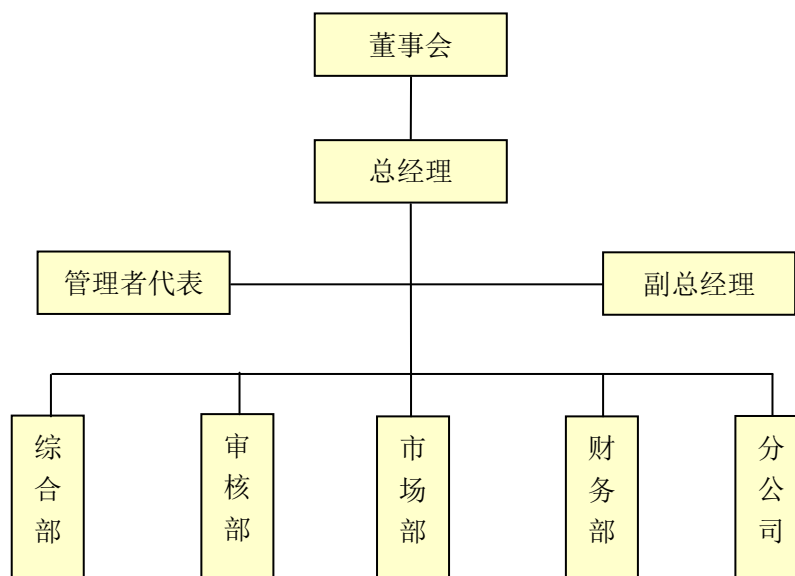 董事会
总经理
管理者代表
副总经理
综合部
审核部
市场部
财务部
分公司